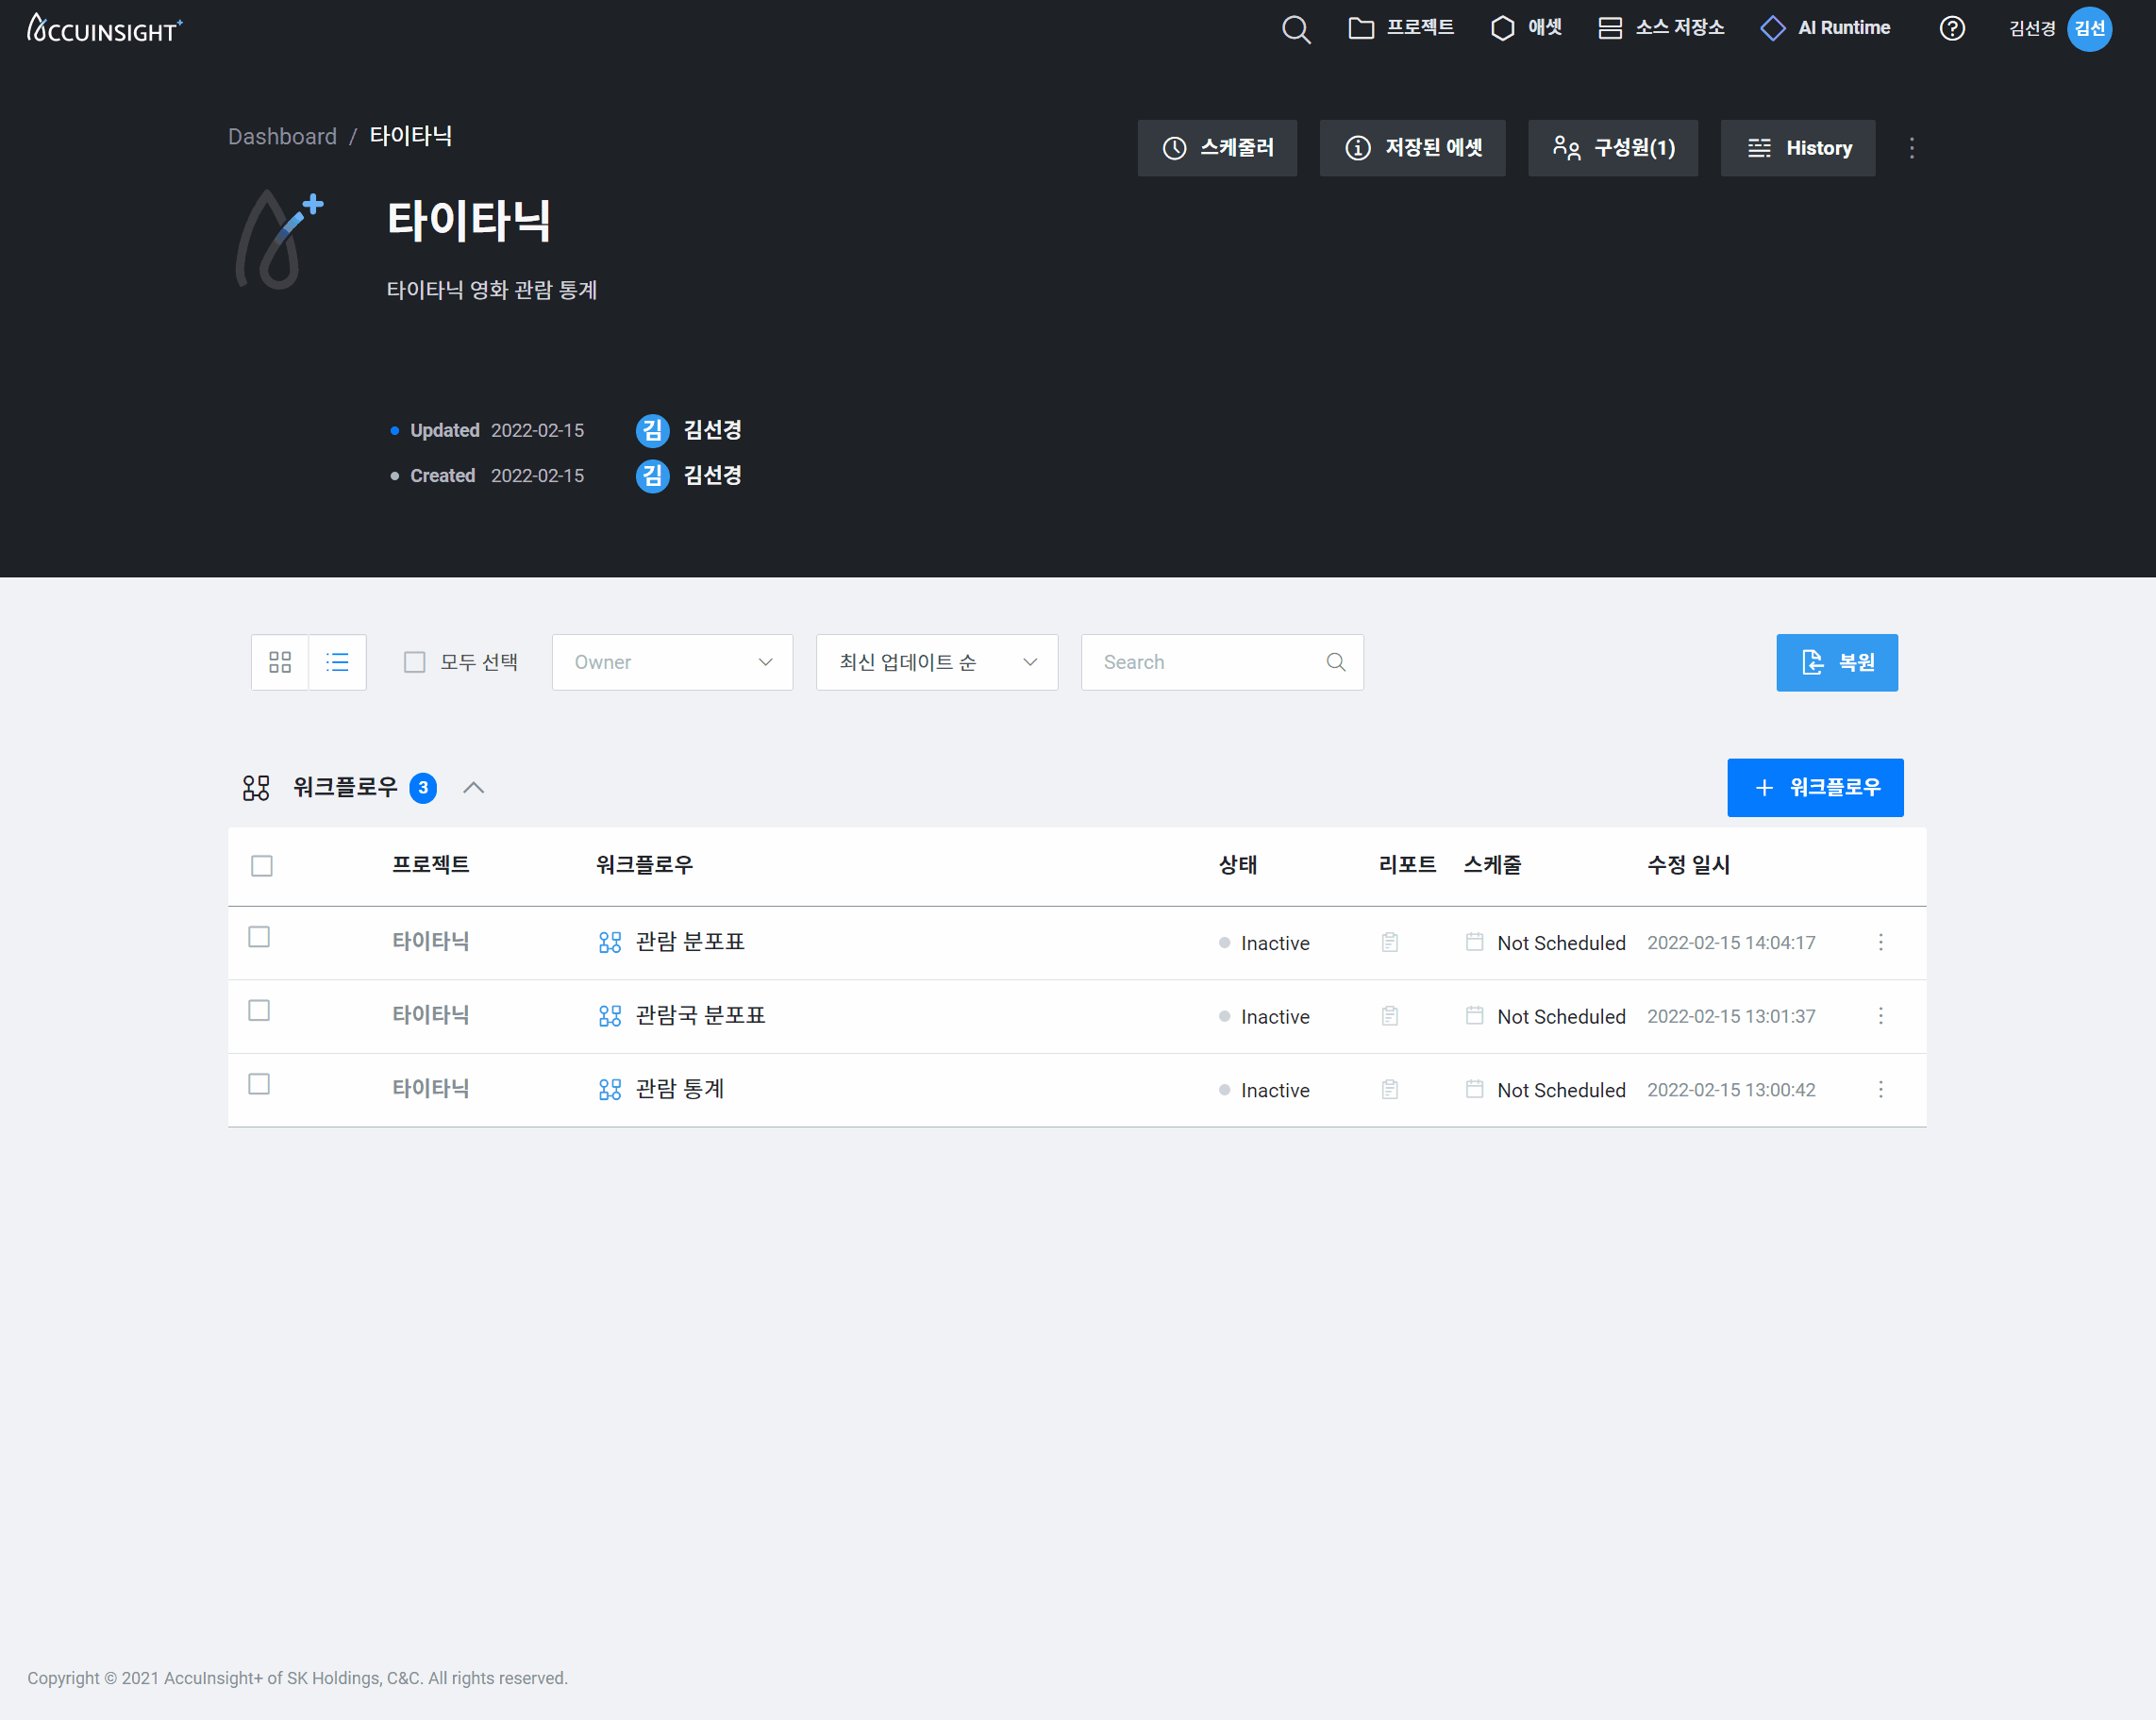 ACCUINSIGHT+
프로젝트 애셋 소스 저장소 AI Runtime 김선경 김선
Dashboard / 타이타닉
스케줄러 저장된 에셋 구성원(1) History
타이타닉
타이타닉 영화 관람 통계
Updated 2022-02-15 김 김선경
Created 2022-02-15 김 김선경
모두 선택 Owner 최신 업데이트 순 Search 복원
워크플로우 3 + 워크플로우
프로젝트 워크플로우 상태 리포트 스케줄 수정 일시
타이타닉 관람 분포표 Inactive Not Scheduled 2022-02-15 14:04:17
타이타닉 관람국 분포표 Inactive Not Scheduled 2022-02-15 13:01:37
타이타닉 관람 통계 Inactive Not Scheduled 2022-02-15 13:00:42
Copyright © 2021 AccuInsight+ of SK Holdings, C&C. All rights reserved.